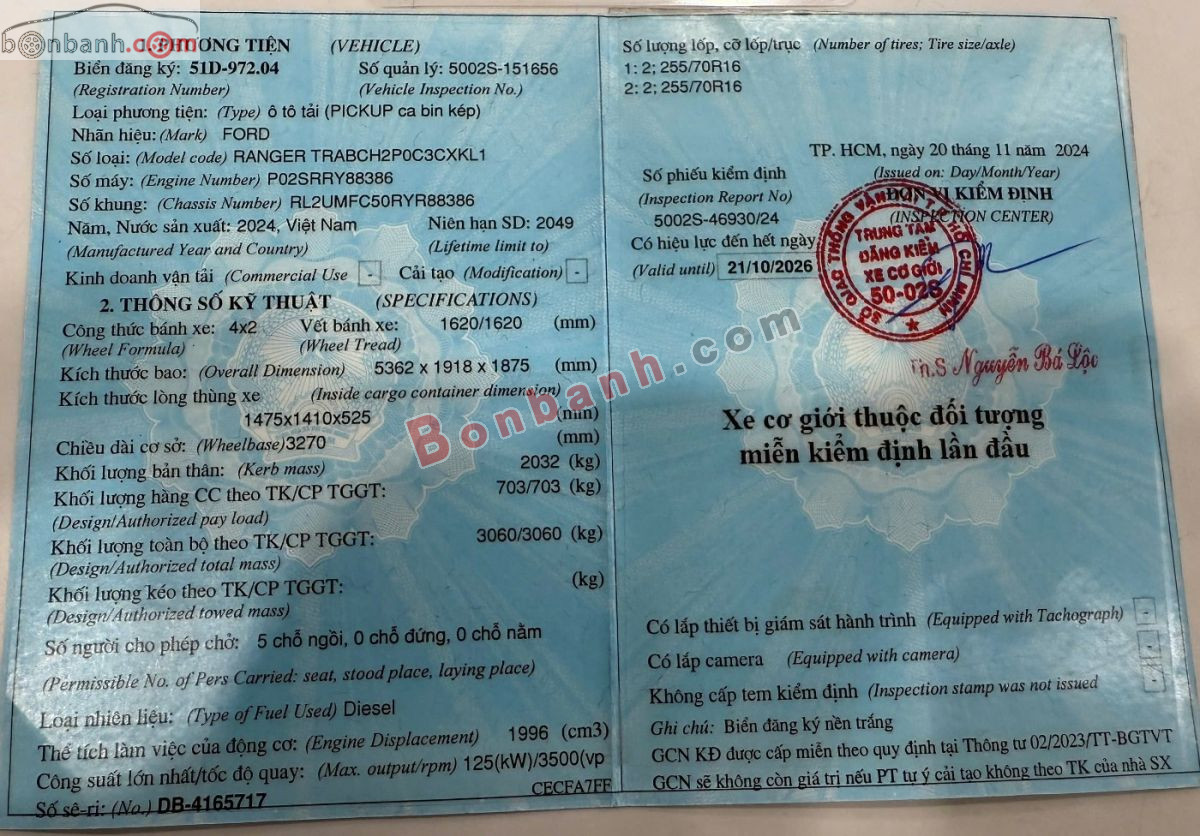 bonbanh.com
1. PHƯƠNG TIỆN (VEHICLE)
Biển đăng ký: 51D-972.04 Số quản lý: 5002S-151656
(Registration Number) (Vehicle Inspection No.)
Loại phương tiện: (Type) ô tô tải (PICKUP ca bin kép)
Nhãn hiệu: (Mark) FORD
Số loại: (Model code) RANGER TRABCH2P0C3CXKL1
Số máy: (Engine Number) P02SRRY88386
Số khung: (Chassis Number) RL2UMFC50RYR88386
Năm, Nước sản xuất: 2024, Việt Nam Niên hạn SD: 2049
(Manufactured Year and Country) (Lifetime limit to)
Kinh doanh vận tải (Commercial Use - Cải tạo (Modification) -
2. THÔNG SỐ KỸ THUẬT (SPECIFICATIONS)
Công thức bánh xe: 4x2 Vết bánh xe: 1620/1620 (mm)
(Wheel Formula) (Wheel Tread)
Kích thước bao: (Overall Dimension) 5362 x 1918 x 1875 (mm)
Kích thước lòng thùng xe (Inside cargo container dimension)
1475x1410x525 (mm)
Chiều dài cơ sở: (Wheelbase)3270 (mm)
Khối lượng bản thân: (Kerb mass) 2032 (kg)
Khối lượng hàng CC theo TK/CP TGGT: 703/703 (kg)
(Design/Authorized pay load)
Khối lượng toàn bộ theo TK/CP TGGT: 3060/3060 (kg)
(Design/Authorized total mass)
Khối lượng kéo theo TK/CP TGGT: (kg)
(Design/Authorized towed mass)
Số người cho phép chở: 5 chỗ ngồi, 0 chỗ đứng, 0 chỗ nằm
(Permissible No. of Pers Carried: seat, stood place, laying place)
Loại nhiên liệu: (Type of Fuel Used) Diesel
Thể tích làm việc của động cơ: (Engine Displacement) 1996 (cm3)
Công suất lớn nhất/tốc độ quay: (Max. output/rpm) 125(kW)/3500(vp
CECFA7FF
Số sê-ri: (No.) DB-4165717
Số lượng lốp, cỡ lốp/trục (Number of tires; Tire size/axle)
1: 2; 255/70R16
2: 2; 255/70R16
TP. HCM, ngày 20 tháng 11 năm 2024
(Issued on: Day/Month/Year)
Số phiếu kiểm định
(Inspection Report No)
5002S-46930/24
ĐƠN VỊ KIỂM ĐỊNH
(INSPECTION CENTER)
Có hiệu lực đến hết ngày
(Valid until) 21/10/2026
SỞ GIAO THÔNG VẬN TẢI T.PHỐ HỒ CHÍ MINH
TRUNG TÂM
ĐĂNG KIỂM
XE CƠ GIỚI
50-02S
Th.S Nguyễn Bá Lộc
Bonbanh.com
Xe cơ giới thuộc đối tượng
miễn kiểm định lần đầu
Có lắp thiết bị giám sát hành trình (Equipped with Tachograph) -
Có lắp camera (Equipped with camera) -
Không cấp tem kiểm định (Inspection stamp was not issued -
Ghi chú: Biển đăng ký nền trắng
GCN KĐ được cấp miễn theo quy định tại Thông tư 02/2023/TT-BGTVT
GCN sẽ không còn giá trị nếu PT tự ý cải tạo không theo TK của nhà SX